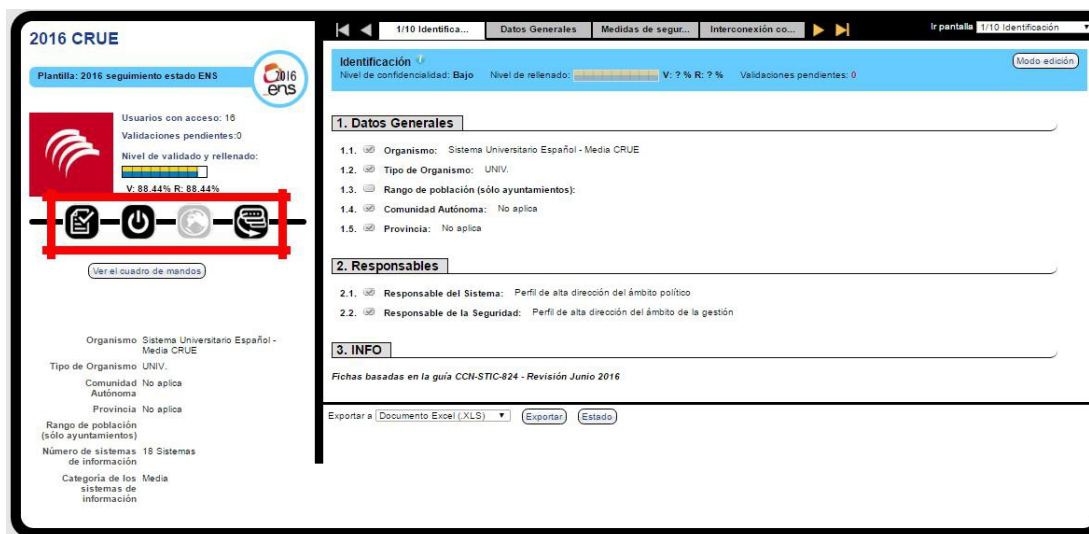 2016 CRUE
Plantilla: 2016 seguimiento estado ENS
2016
ens
Usuarios con acceso: 16
Validaciones pendientes:0
Nivel de validado y rellenado:
V: 88.44% R: 88.44%
Ver el cuadro de mandos
Organismo Sistema Universitario Español -
Media CRUE
Tipo de Organismo UNIV.
Comunidad No aplica
Autónoma
Provincia No aplica
Rango de población
(sólo ayuntamientos)
Número de sistemas 18 Sistemas
de información
Categoría de los Media
sistemas de
información
1/10 Identifica... Datos Generales Medidas de segur... Interconexión co... Ir pantalla 1/10 Identificación
Identificación
Modo edición
Nivel de confidencialidad: Bajo Nivel de rellenado: V: ? % R: ? % Validaciones pendientes: 0
1. Datos Generales
1.1. Organismo: Sistema Universitario Español - Media CRUE
1.2. Tipo de Organismo: UNIV.
1.3. Rango de población (sólo ayuntamientos):
1.4. Comunidad Autónoma: No aplica
1.5. Provincia: No aplica
2. Responsables
2.1. Responsable del Sistema: Perfil de alta dirección del ámbito político
2.2. Responsable de la Seguridad: Perfil de alta dirección del ámbito de la gestión
3. INFO
Fichas basadas en la guía CCN-STIC-824 - Revisión Junio 2016
Exportar a Documento Excel (.XLS) Exportar Estado